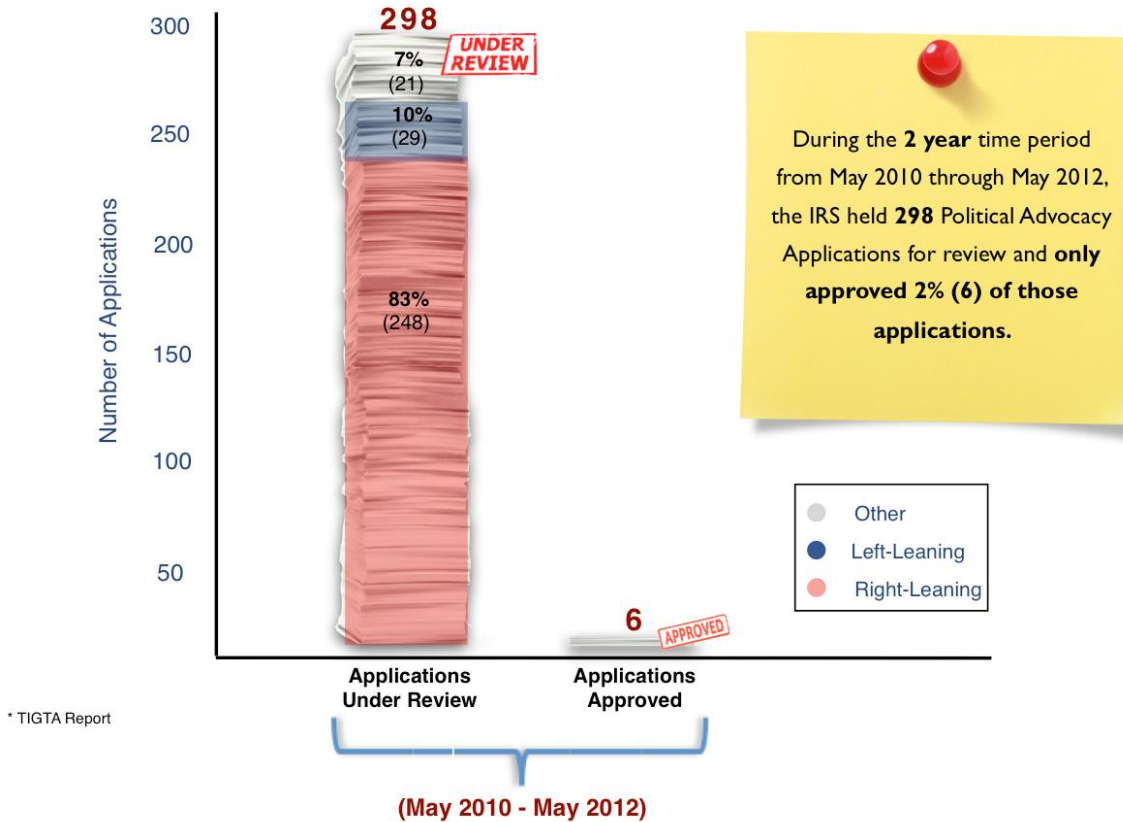 300
250
200
150
100
50
Number of Applications
298
UNDER
REVIEW
7%
(21)
10%
(29)
83%
(248)
6
APPROVED
Applications
Under Review
Applications
Approved
(May 2010 - May 2012)
* TIGTA Report
During the 2 year time period
from May 2010 through May 2012,
the IRS held 298 Political Advocacy
Applications for review and only
approved 2% (6) of those
applications.
Other
Left-Leaning
Right-Leaning